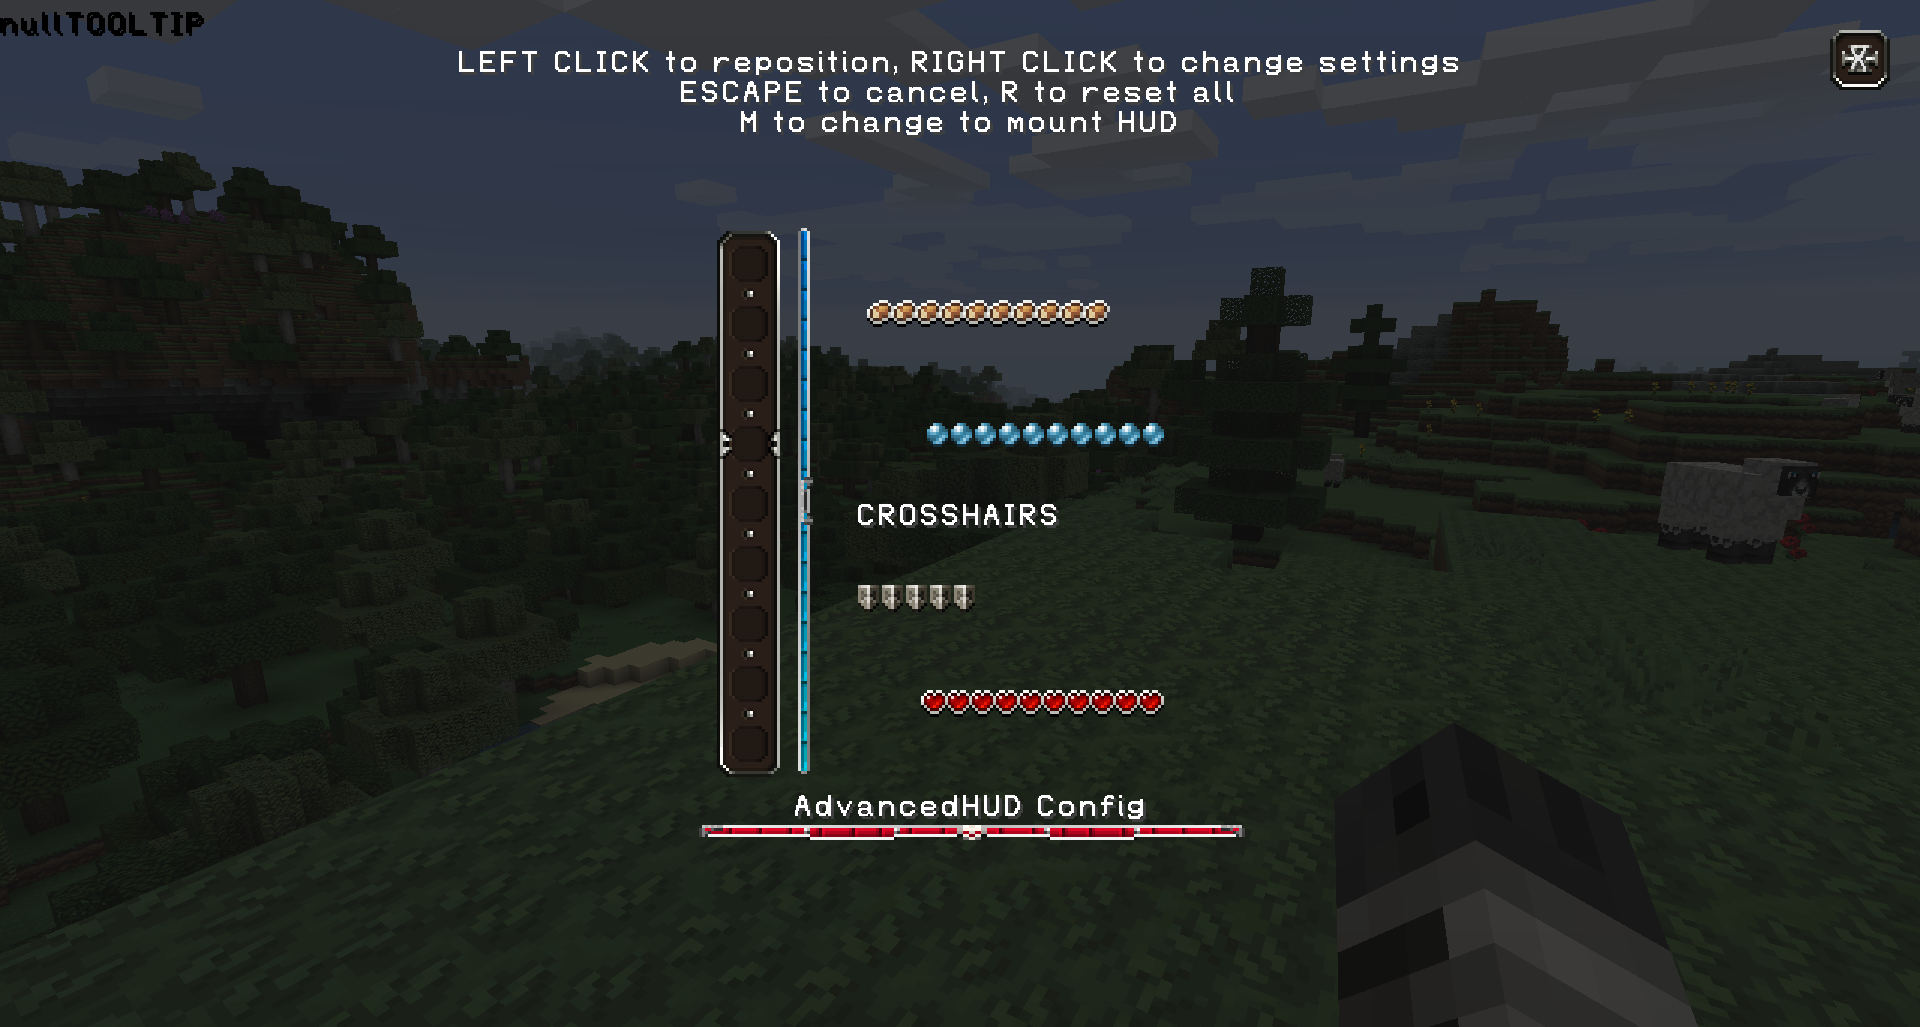 nullTOOLTIP
LEFT CLICK to reposition, RIGHT CLICK to change settings
ESCAPE to cancel, R to reset all
M to change to mount HUD
CROSSHAIRS
AdvancedHUD Config